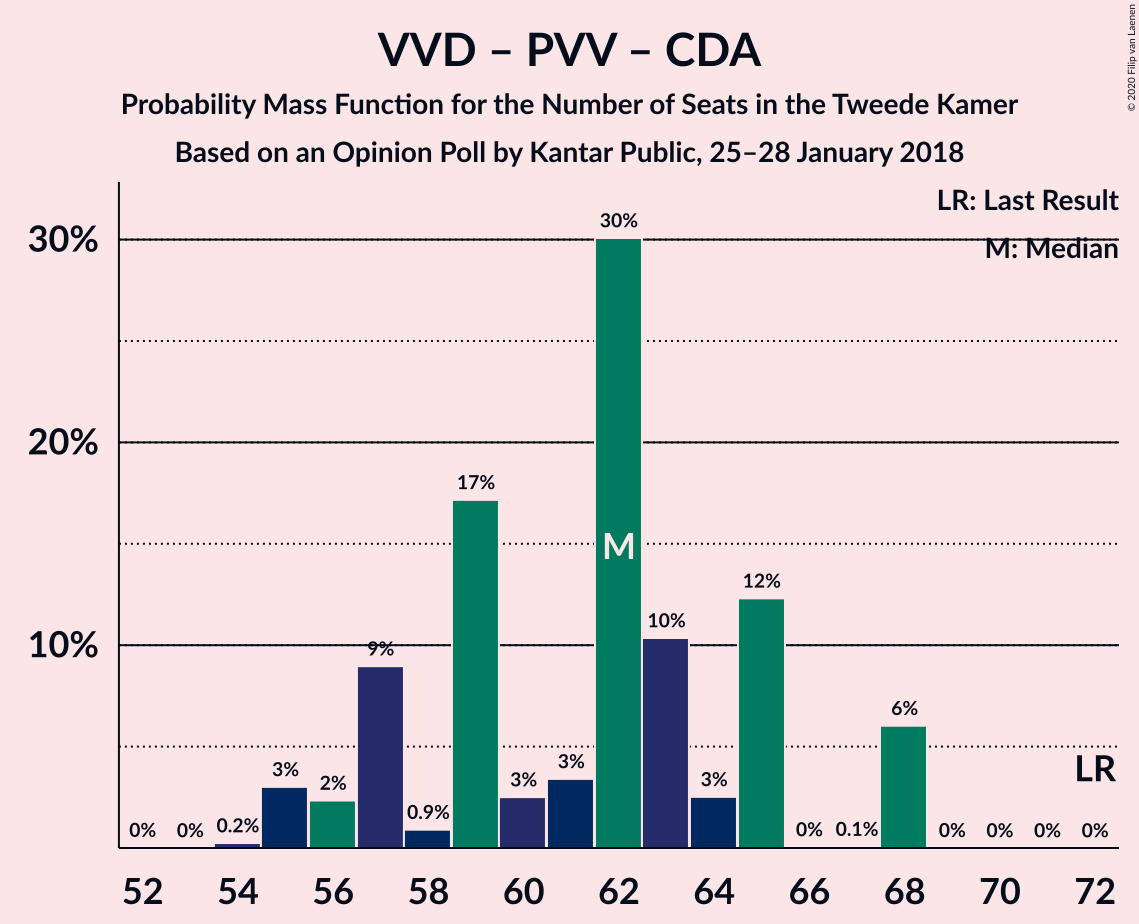 VVD – PVV – CDA
Probability Mass Function for the Number of Seats in the Tweede Kamer
Based on an Opinion Poll by Kantar Public, 25–28 January 2018
© 2020 Filip van Laenen
LR: Last Result
M: Median
30%
20%
10%
0%
0%
0.2%
3%
2%
9%
0.9%
17%
3%
3%
30%
M
10%
3%
12%
0%
0.1%
6%
0%
0%
0%
0%
LR
52 54 56 58 60 62 64 66 68 70 72